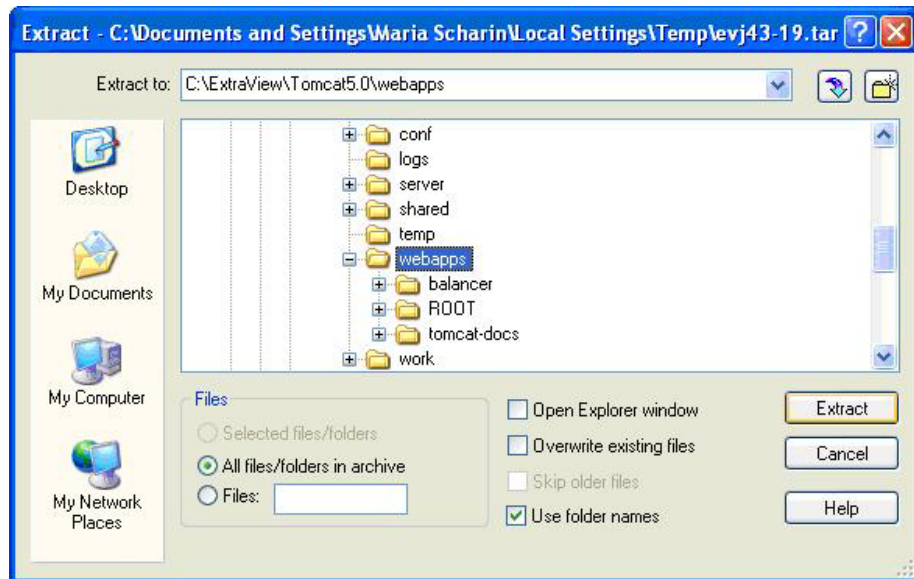 Extract - C:\Documents and Settings\Maria Scharin\Local Settings\Temp\evj43-19.tar
Extract to:
C:\ExtraView\Tomcat5.0\webapps
Desktop
My Documents
My Computer
My Network
Places
conf
logs
server
shared
temp
webapps
balancer
ROOT
tomcat-docs
work
Files
Selected files/folders
All files/folders in archive
Files:
Open Explorer window
Overwrite existing files
Skip older files
Use folder names
Extract
Cancel
Help